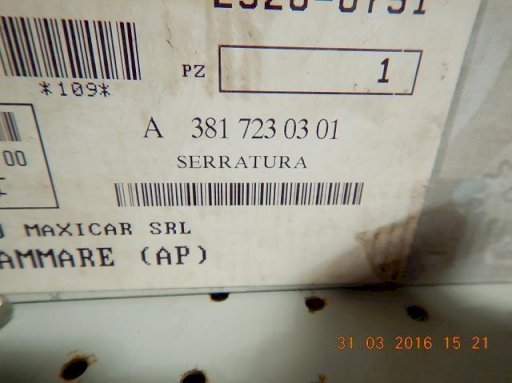 PZ 1
*109*
A 381 723 03 01
00
SERRATURA
MAXICAR SRL
AMMARE (AP)
31 03 2016 15 21